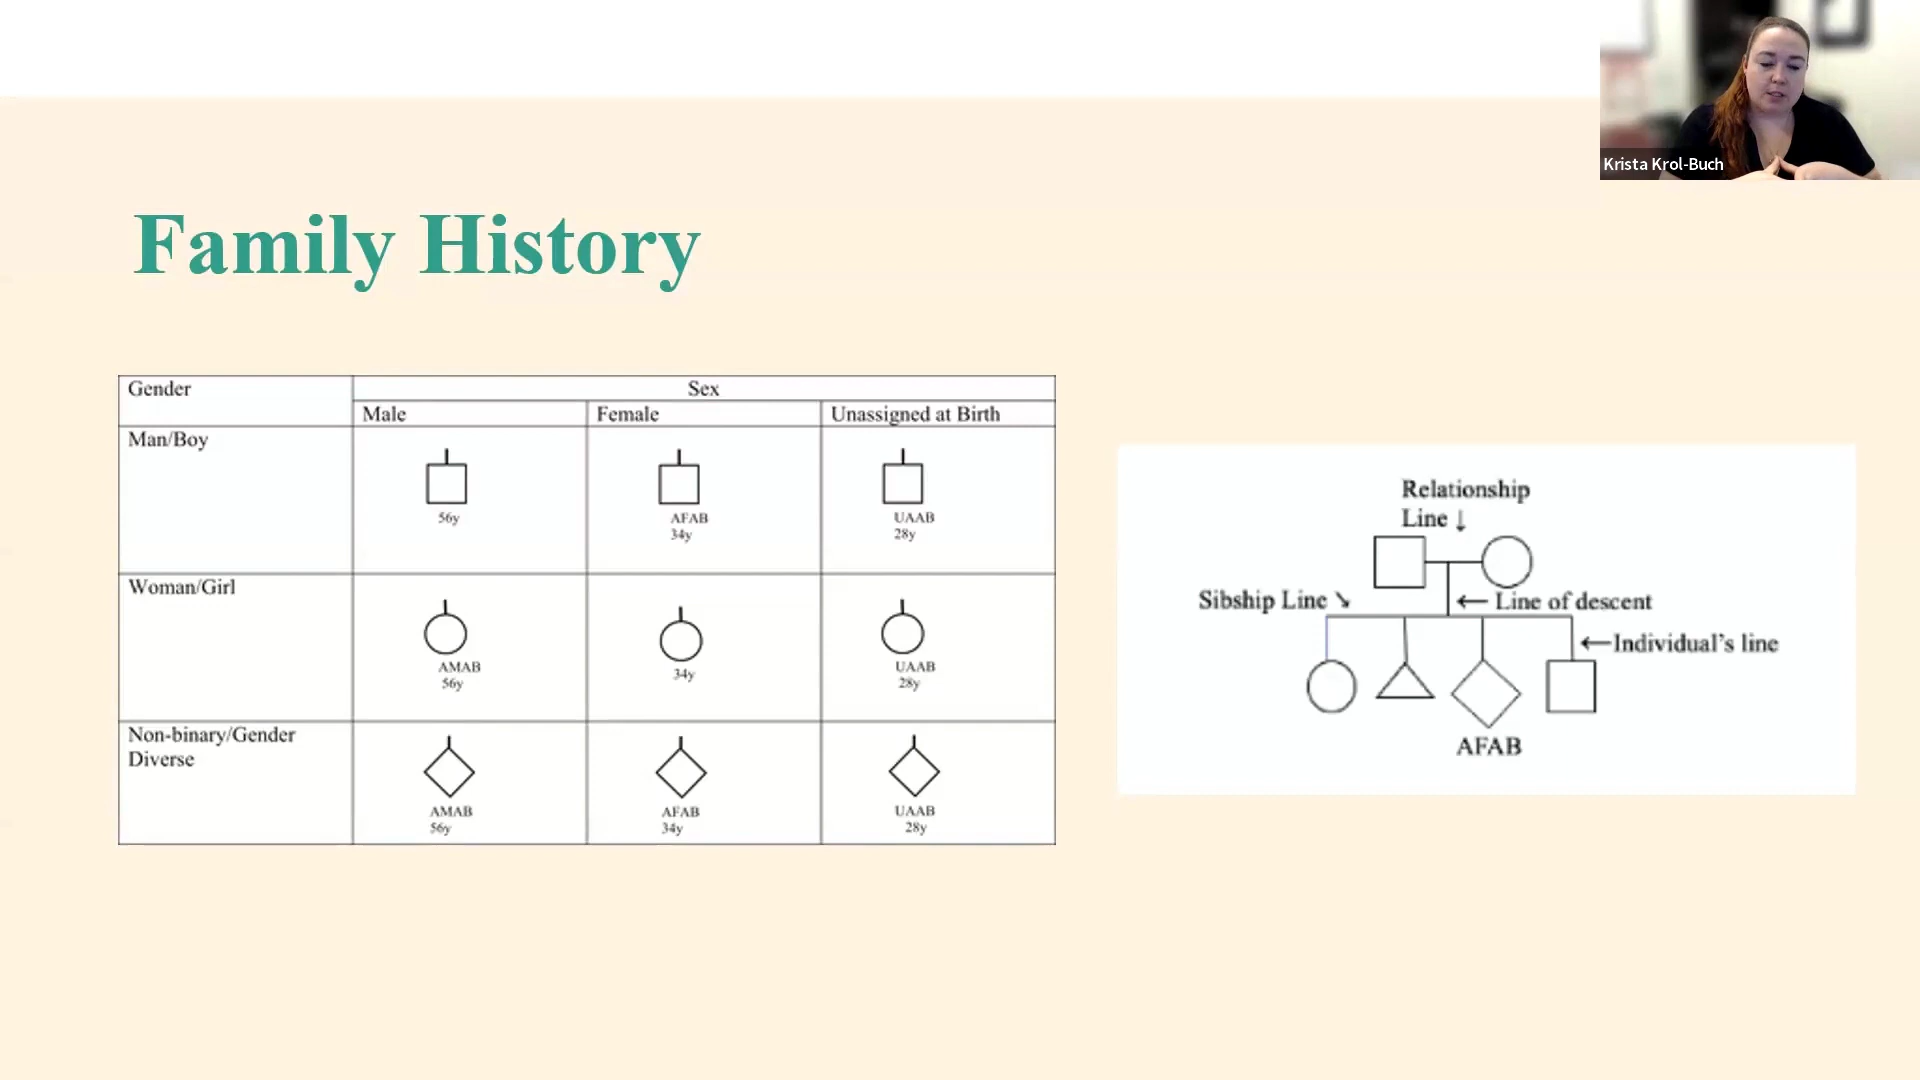 Krista Krol-Buch
Family History
Gender
Sex
Male
Female
Unassigned at Birth
Man/Boy
56y
AFAB
34y
UAAB
28y
Woman/Girl
AMAB
56y
34y
UAAB
28y
Non-binary/Gender
Diverse
AMAB
56y
AFAB
34y
UAAB
28y
Relationship
Line ↓
Sibship Line ↘
← Line of descent
←Individual's line
AFAB